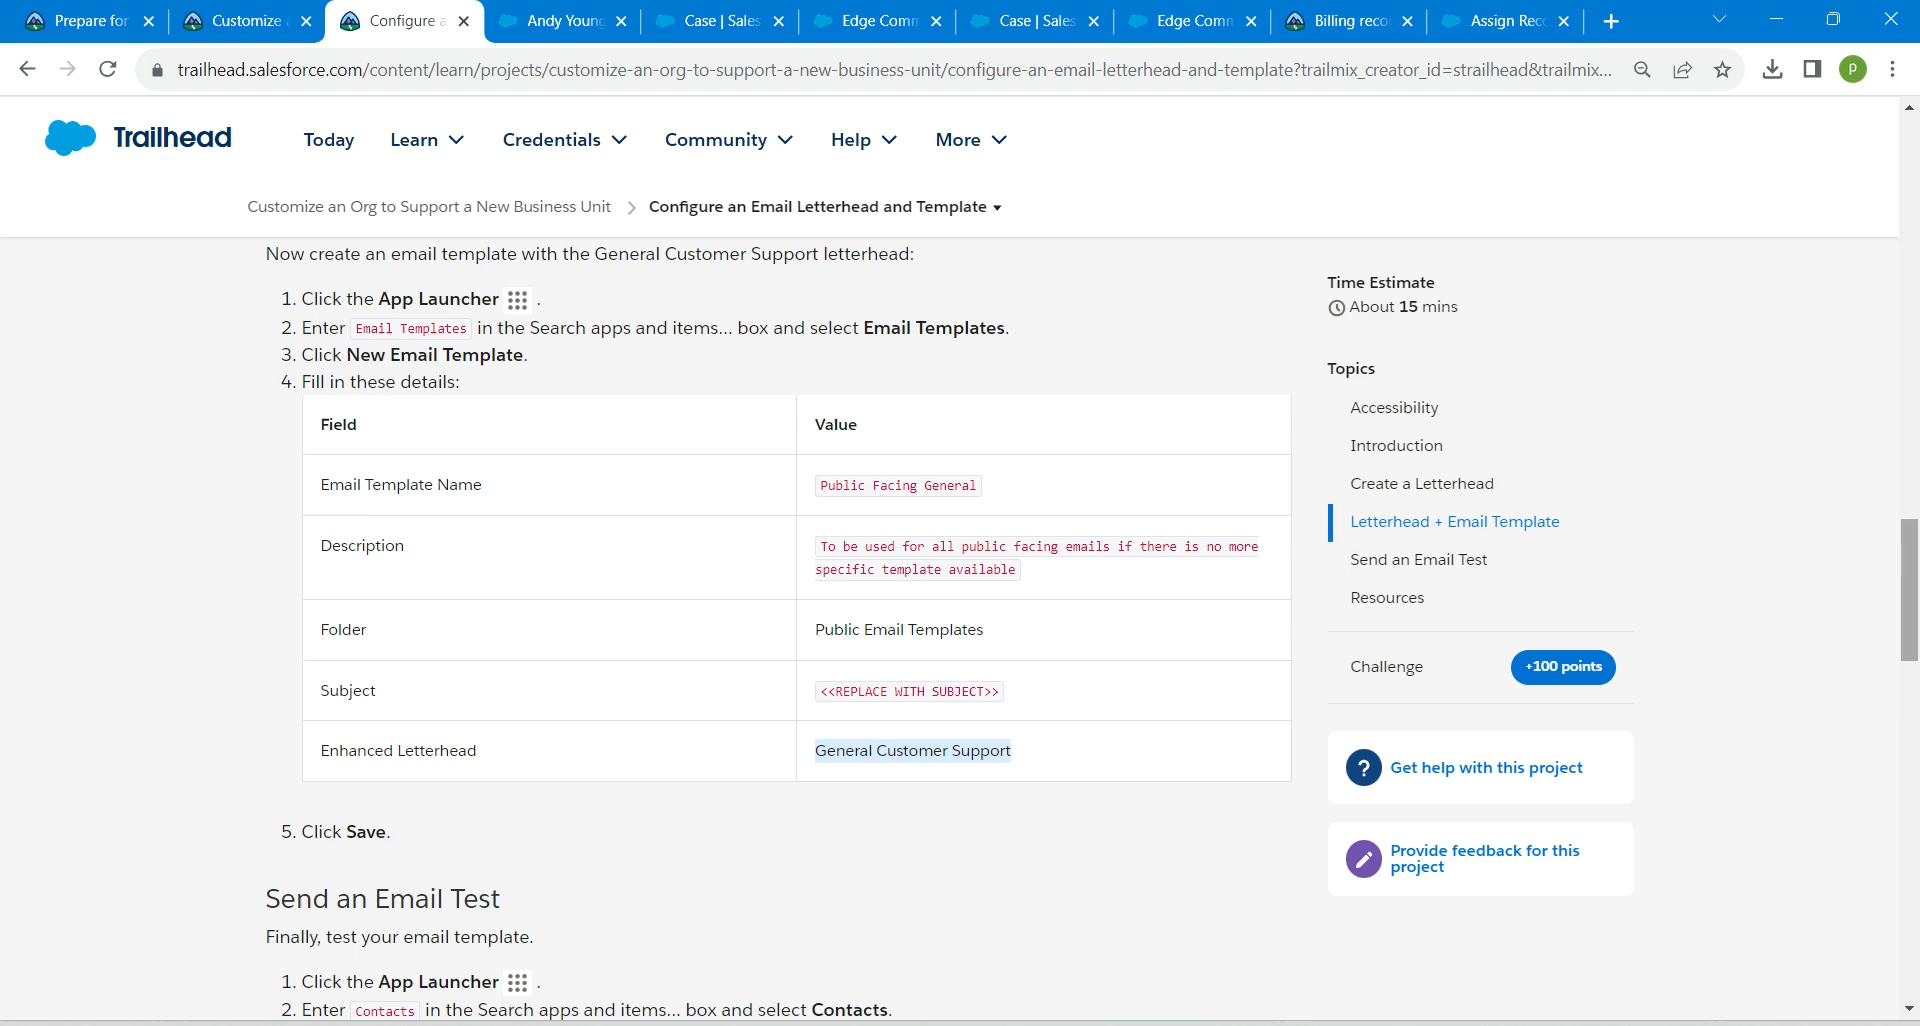 Prepare for
Customize a
Configure a
Andy Young
Case | Sales
Edge Comm
Case | Sales
Edge Comm
Billing reco
Assign Rec
trailhead.salesforce.com/content/learn/projects/customize-an-org-to-support-a-new-business-unit/configure-an-email-letterhead-and-template?trailmix_creator_id=strailhead&trailmix...
P
Trailhead
Today
Learn
Credentials
Community
Help
More
Customize an Org to Support a New Business Unit
Configure an Email Letterhead and Template
Now create an email template with the General Customer Support letterhead:
1. Click the App Launcher .
2. Enter Email Templates in the Search apps and items... box and select Email Templates.
3. Click New Email Template.
4. Fill in these details:
Field
Value
Email Template Name
Public Facing General
Description
To be used for all public facing emails if there is no more
specific template available
Folder
Public Email Templates
Subject
<<REPLACE WITH SUBJECT>>
Enhanced Letterhead
General Customer Support
5. Click Save.
Send an Email Test
Finally, test your email template.
1. Click the App Launcher .
2. Enter Contacts in the Search apps and items... box and select Contacts.
Time Estimate
About 15 mins
Topics
Accessibility
Introduction
Create a Letterhead
Letterhead + Email Template
Send an Email Test
Resources
Challenge
+100 points
? Get help with this project
Provide feedback for this
project